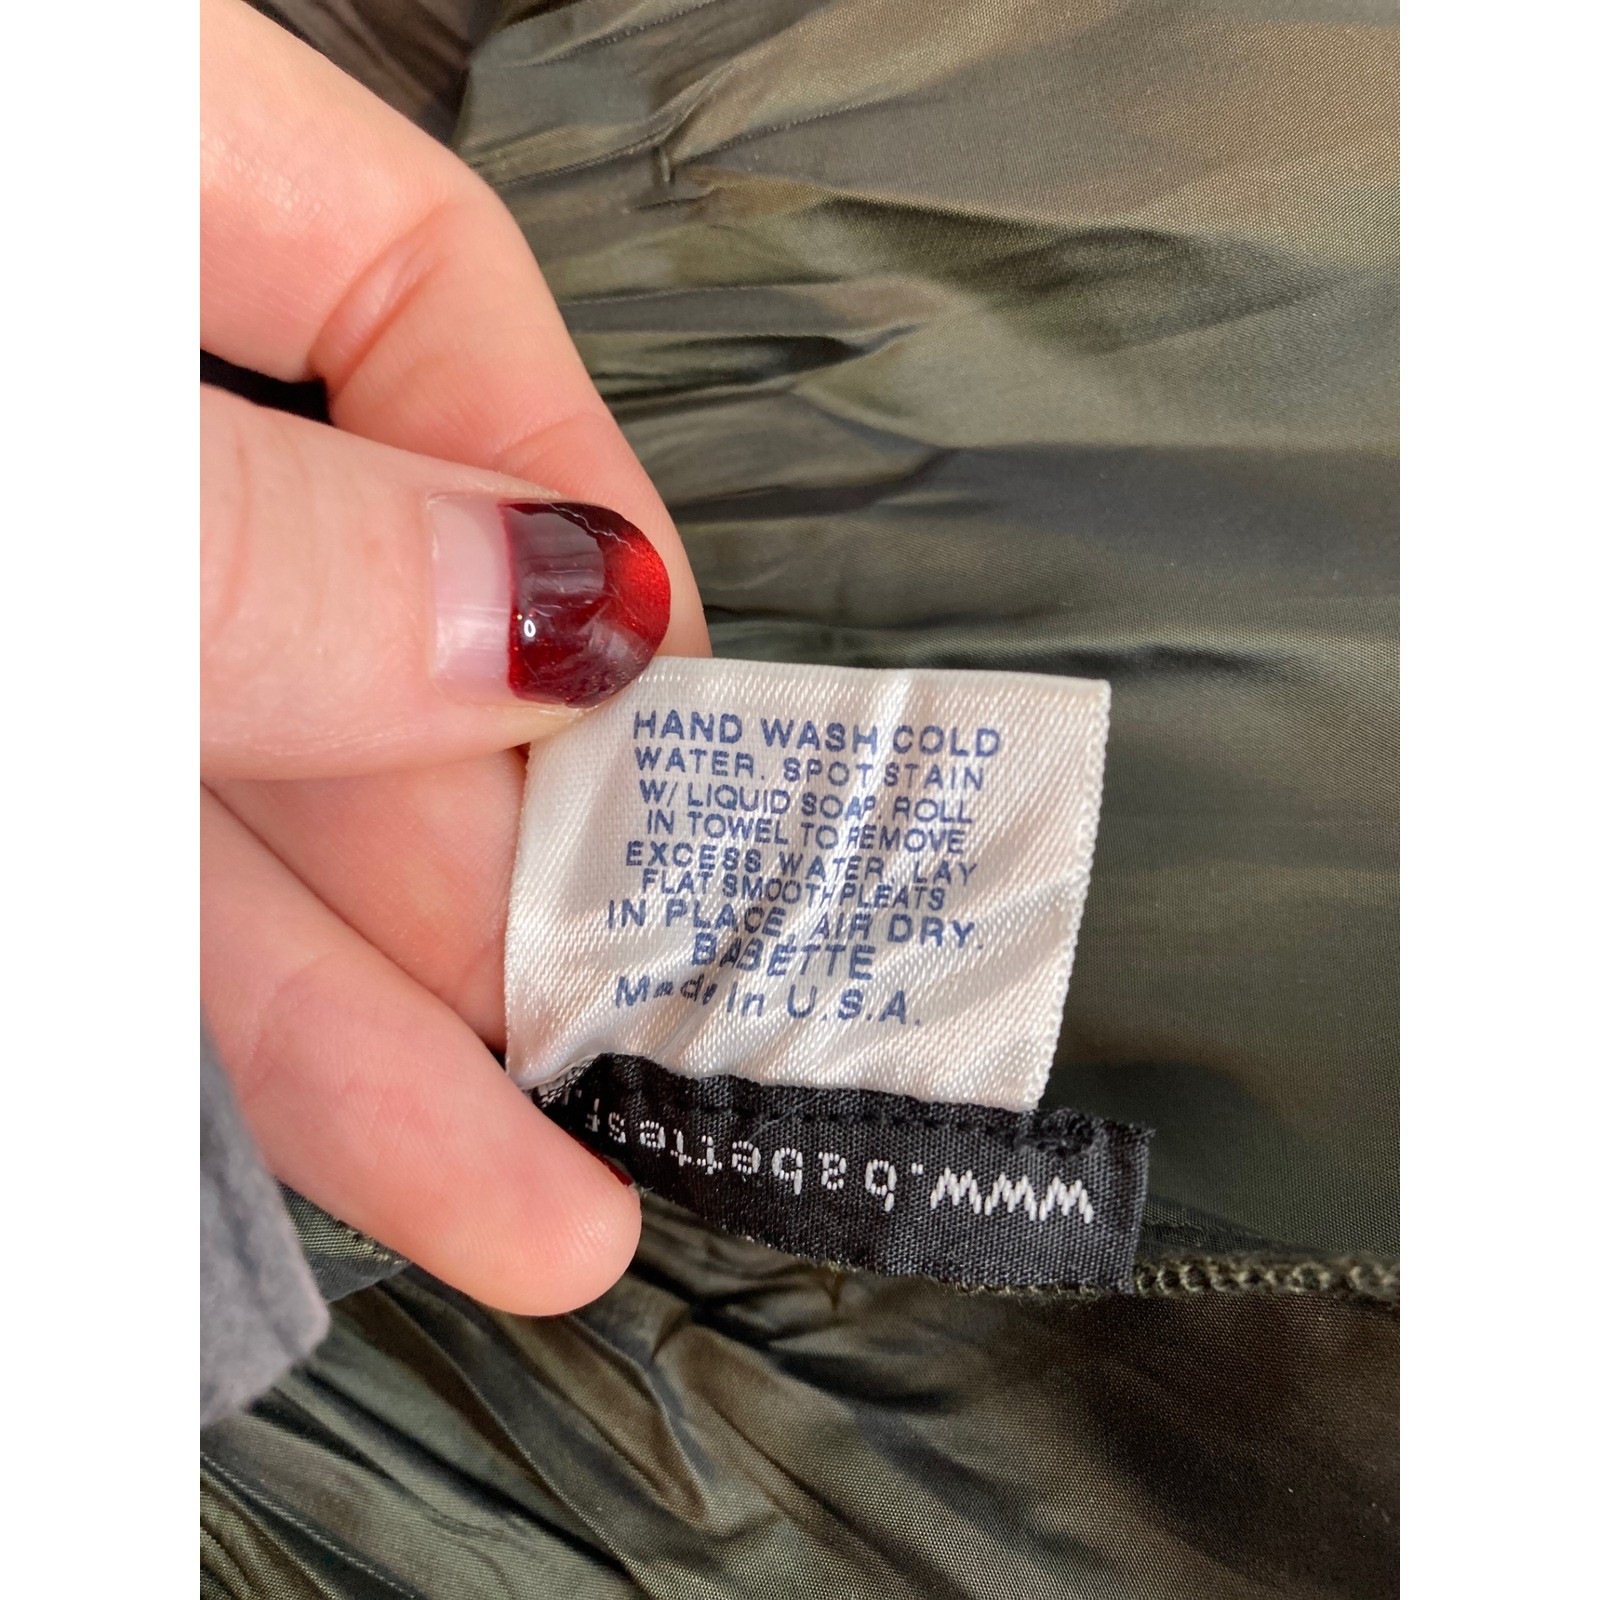 HAND WASH COLD
WATER. SPOT STAIN
W/ LIQUID SOAP. ROLL
IN TOWEL TO REMOVE
EXCESS WATER. LAY
FLAT SMOOTH PLEATS
IN PLACE. AIR DRY.
BABETTE
Made In U.S.A.
www.babettesf.